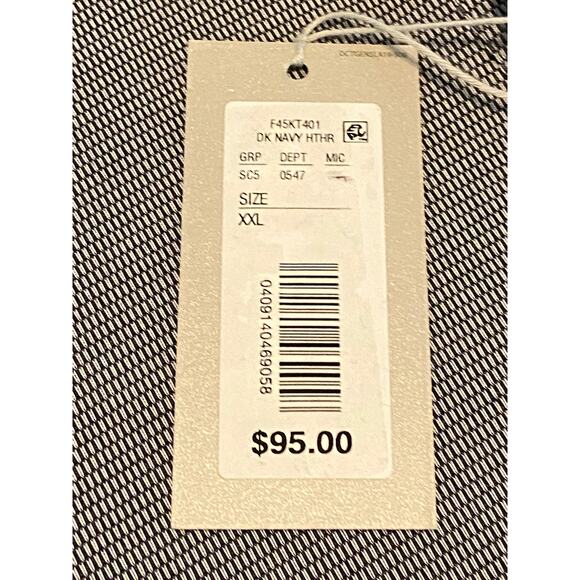 F45KT401
DK NAVY HTHR
GRP DEPT MIC
SC5 0547
SIZE
XXL
0409140469058
$95.00